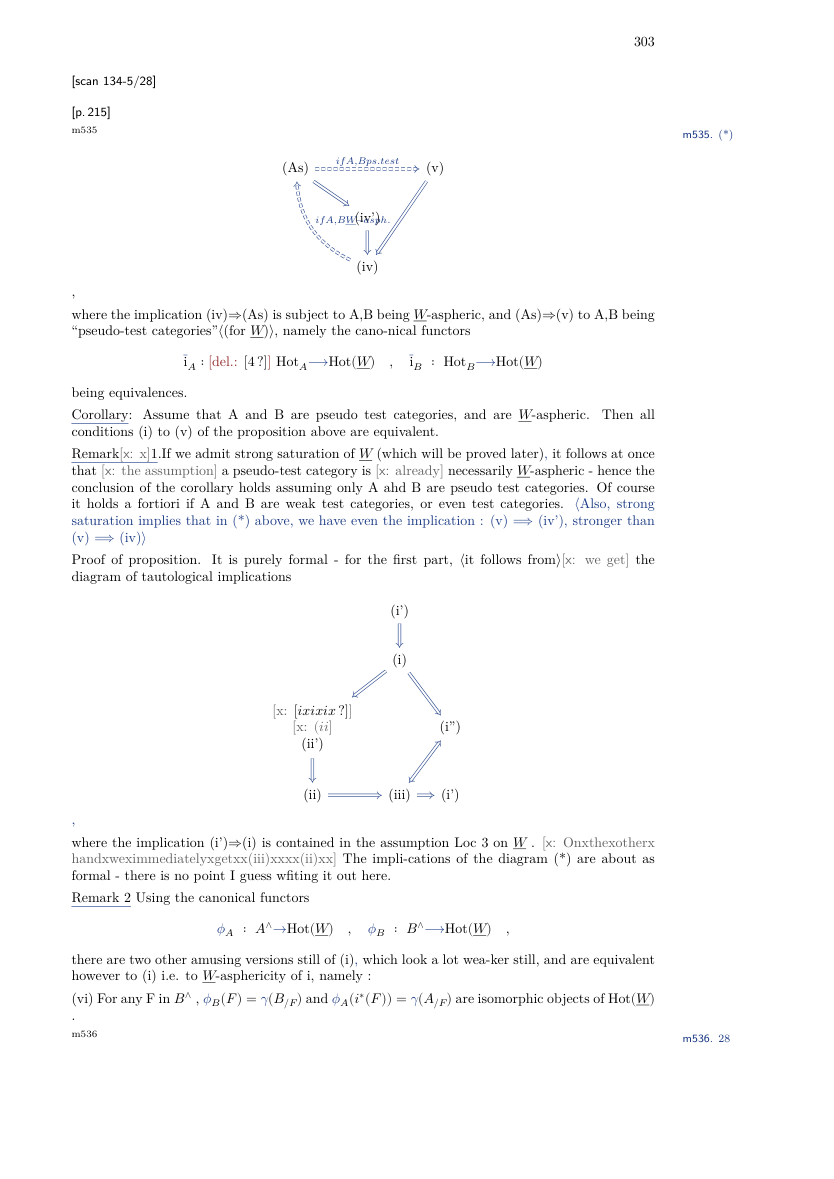 303
[scan 134-5/28]
[p. 215]
m535
m535. (*)
ifA,Bps.test
(As) (v)
(iv')
ifA,BW-asph.
(iv)
,
where the implication (iv)⇒(As) is subject to A,B being W-aspheric, and (As)⇒(v) to A,B being
“pseudo-test categories”⟨(for W)⟩, namely the cano-nical functors
ī_A : [del.: [4 ?]] Hot_A ⟶ Hot(W) , ī_B : Hot_B ⟶ Hot(W)
being equivalences.
Corollary: Assume that A and B are pseudo test categories, and are W-aspheric. Then all
conditions (i) to (v) of the proposition above are equivalent.
Remark[x: x]1.If we admit strong saturation of W (which will be proved later), it follows at once
that [x: the assumption] a pseudo-test category is [x: already] necessarily W-aspheric - hence the
conclusion of the corollary holds assuming only A ahd B are pseudo test categories. Of course
it holds a fortiori if A and B are weak test categories, or even test categories. ⟨Also, strong
saturation implies that in (*) above, we have even the implication : (v) ⟹ (iv’), stronger than
(v) ⟹ (iv)⟩
Proof of proposition. It is purely formal - for the first part, ⟨it follows from⟩[x: we get] the
diagram of tautological implications
(i’)
(i)
[x: [ixixix ?]]
[x: (ii]
(ii’) (i”)
(ii) (iii) (i’)
,
where the implication (i’)⇒(i) is contained in the assumption Loc 3 on W . [x: Onxthexotherx
handxweximmediatelyxgetxx(iii)xxxx(ii)xx] The impli-cations of the diagram (*) are about as
formal - there is no point I guess wfiting it out here.
Remark 2 Using the canonical functors
ϕ_A : A^∧→Hot(W) , ϕ_B : B^∧⟶Hot(W) ,
there are two other amusing versions still of (i), which look a lot wea-ker still, and are equivalent
however to (i) i.e. to W-asphericity of i, namely :
(vi) For any F in B^∧ , ϕ_B(F) = γ(B_/F) and ϕ_A(i*(F)) = γ(A_/F) are isomorphic objects of Hot(W)
.
m536
m536. 28